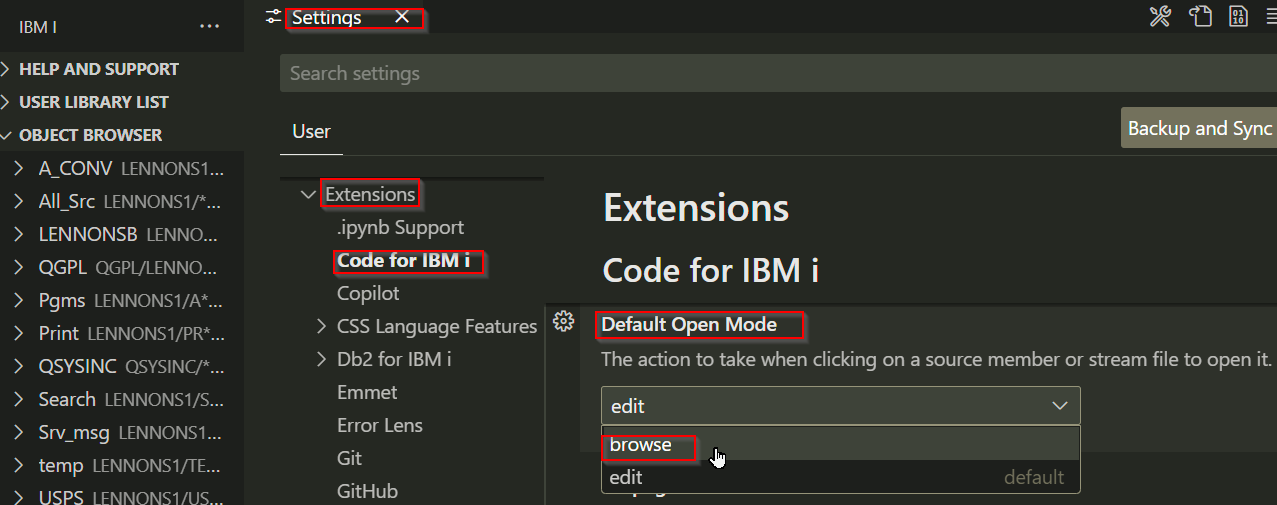 IBM I
HELP AND SUPPORT
USER LIBRARY LIST
OBJECT BROWSER
A_CONV LENNONS1...
All_Src LENNONS1/*...
LENNONSB LENNO...
QGPL QGPL/LENNO...
Pgms LENNONS1/A*...
Print LENNONS1/PR*...
QSYSINC QSYSINC/*...
Search LENNONS1/S...
Srv_msg LENNONS1...
temp LENNONS1/TE...
USPS LENNONS1/US...
Settings
Search settings
User
Backup and Sync
Extensions
.ipynb Support
Code for IBM i
Copilot
CSS Language Features
Db2 for IBM i
Emmet
Error Lens
Git
GitHub
Extensions
Code for IBM i
Default Open Mode
The action to take when clicking on a source member or stream file to open it.
edit
browse
edit default